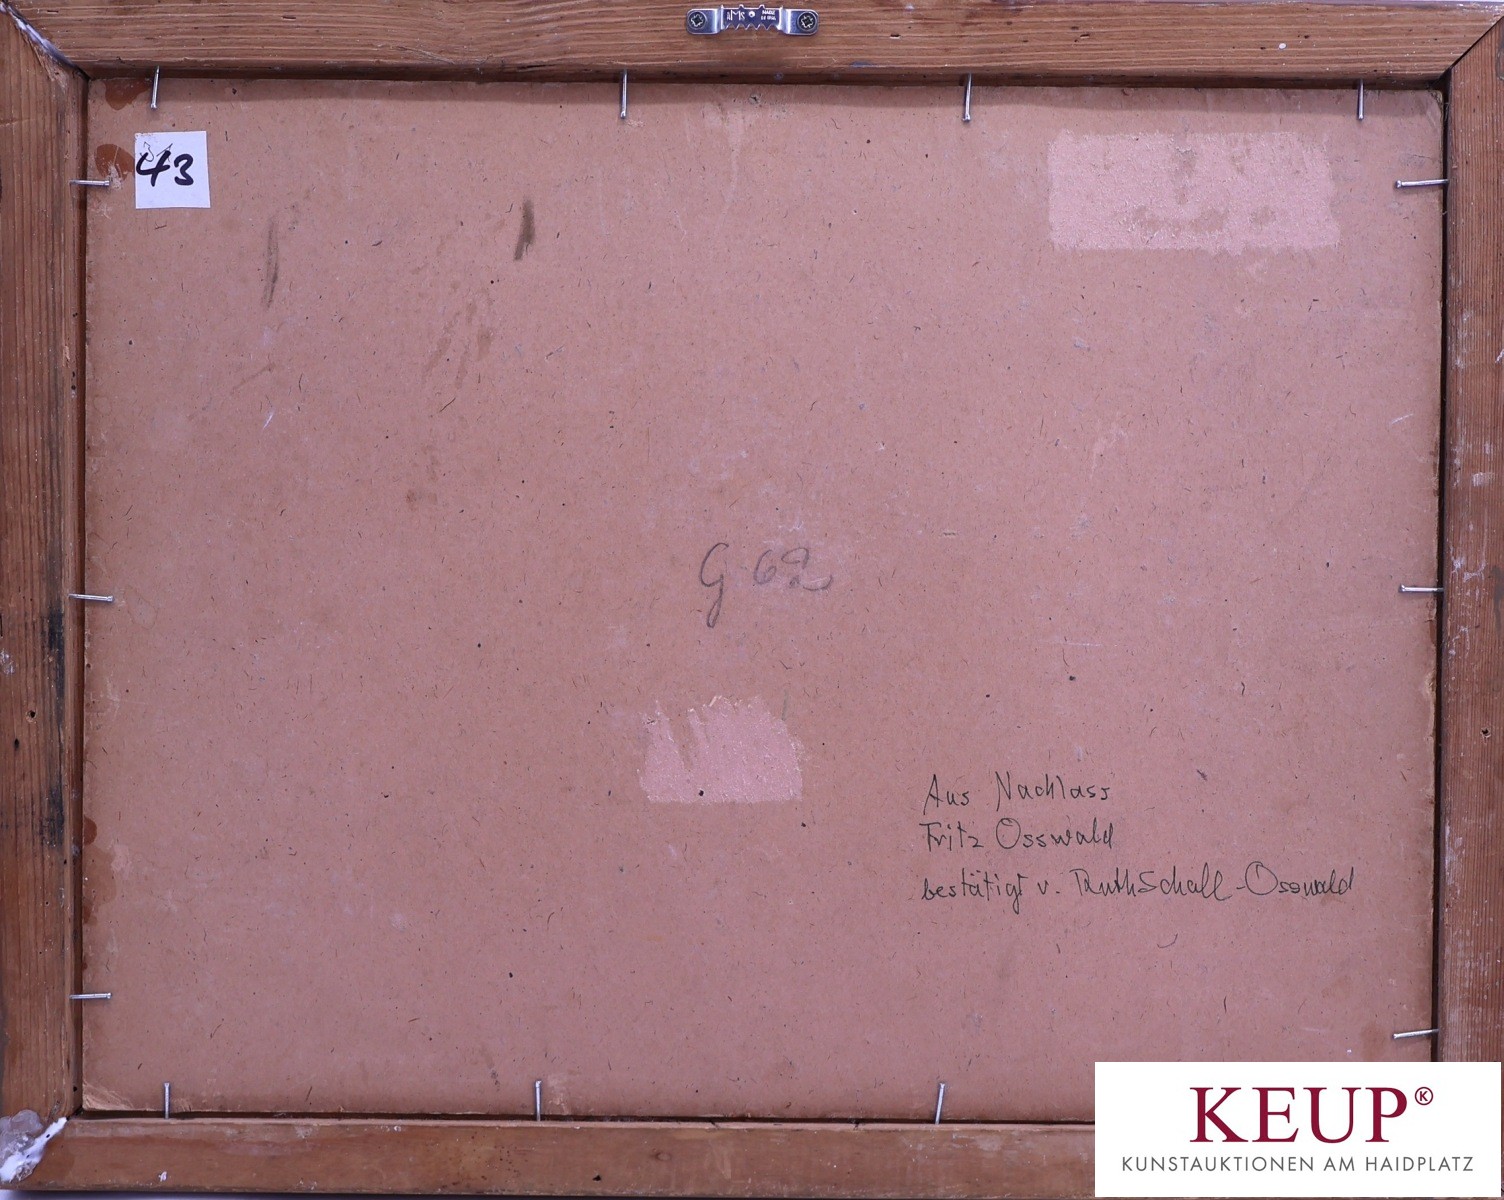 43
G 62
Aus Nachlass
Fritz Osswald
bestätigt v. Ruth Schall-Osswald
KEUP®
KUNSTAUKTIONEN AM HAIDPLATZ